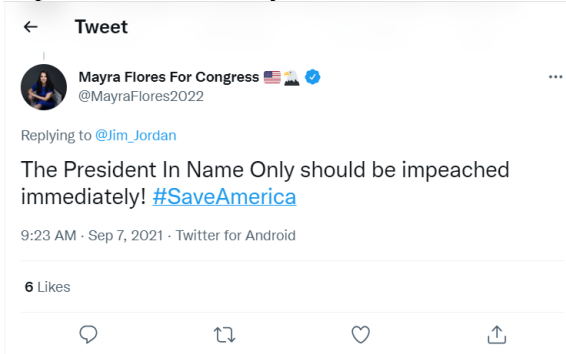 Tweet
Mayra Flores For Congress 🇺🇸🦅
@MayraFlores2022
Replying to @Jim_Jordan
The President In Name Only should be impeached
immediately! #SaveAmerica
9:23 AM · Sep 7, 2021 · Twitter for Android
6 Likes